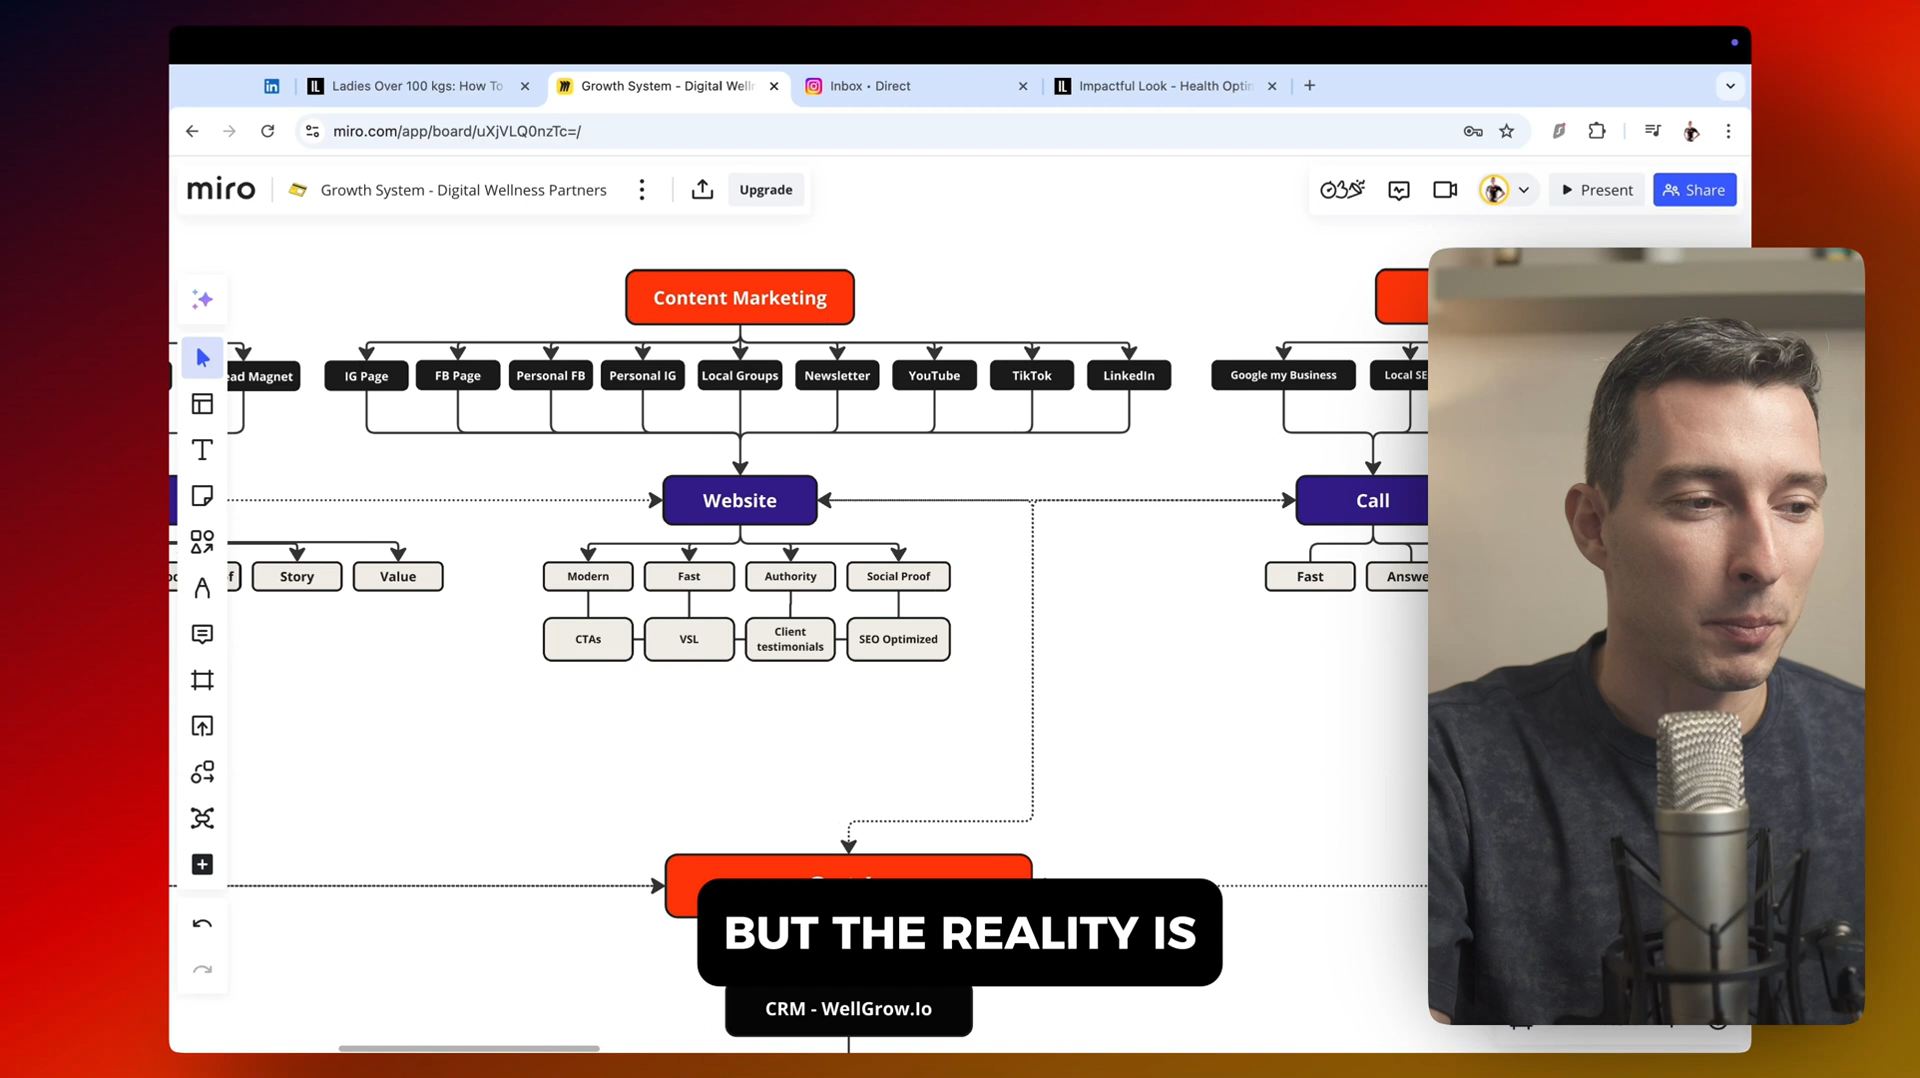 Ladies Over 100 kgs: How To
Growth System - Digital Welln
Inbox • Direct
Impactful Look - Health Optim
miro.com/app/board/uXjVLQ0nzTc=/
miro
Growth System - Digital Wellness Partners
Upgrade
Present
Share
Content Marketing
ead Magnet
IG Page
FB Page
Personal FB
Personal IG
Local Groups
Newsletter
YouTube
TikTok
LinkedIn
Google my Business
Local SE
Website
Call
Story
Value
Modern
Fast
Authority
Social Proof
Fast
Answe
CTAs
VSL
Client
testimonials
SEO Optimized
BUT THE REALITY IS
CRM - WellGrow.Io